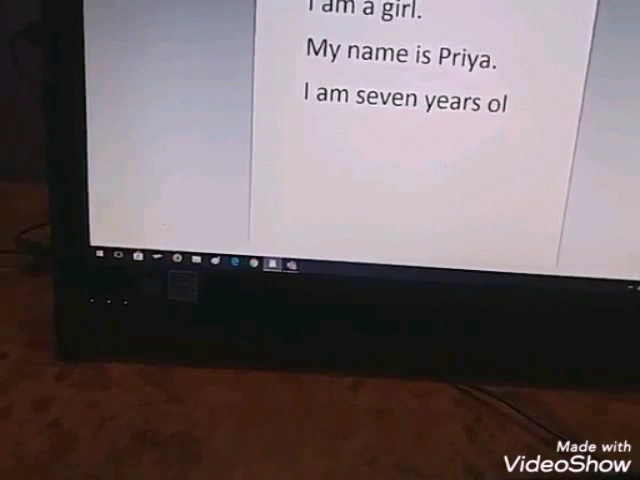 I am a girl.
My name is Priya.
I am seven years ol
Made with
VideoShow